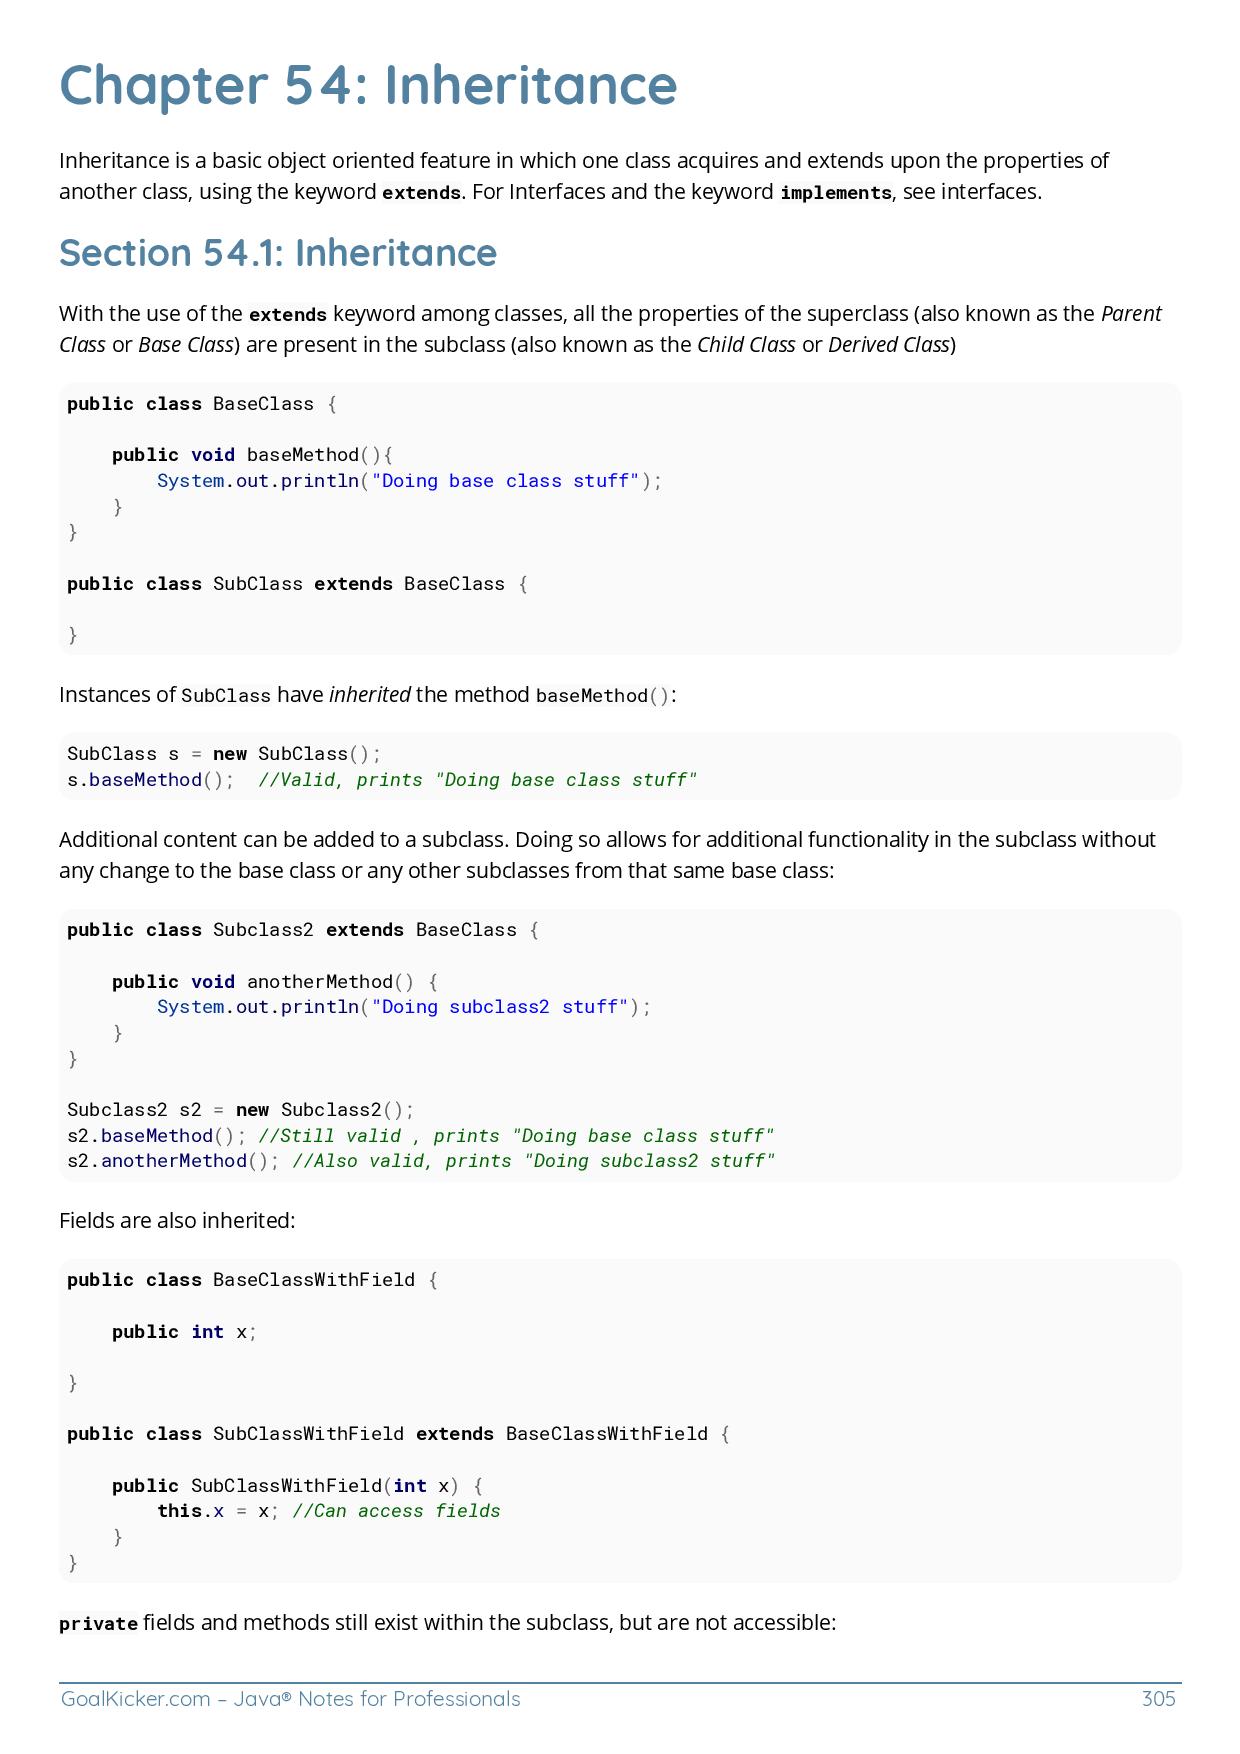 Chapter 54: Inheritance
Inheritance is a basic object oriented feature in which one class acquires and extends upon the properties of
another class, using the keyword extends. For Interfaces and the keyword implements, see interfaces.
Section 54.1: Inheritance
With the use of the extends keyword among classes, all the properties of the superclass (also known as the Parent
Class or Base Class) are present in the subclass (also known as the Child Class or Derived Class)
public class BaseClass {
    public void baseMethod(){
        System.out.println("Doing base class stuff");
    }
}
public class SubClass extends BaseClass {
}
Instances of SubClass have inherited the method baseMethod():
SubClass s = new SubClass();
s.baseMethod();  //Valid, prints "Doing base class stuff"
Additional content can be added to a subclass. Doing so allows for additional functionality in the subclass without
any change to the base class or any other subclasses from that same base class:
public class Subclass2 extends BaseClass {
    public void anotherMethod() {
        System.out.println("Doing subclass2 stuff");
    }
}
Subclass2 s2 = new Subclass2();
s2.baseMethod(); //Still valid , prints "Doing base class stuff"
s2.anotherMethod(); //Also valid, prints "Doing subclass2 stuff"
Fields are also inherited:
public class BaseClassWithField {
    public int x;
}
public class SubClassWithField extends BaseClassWithField {
    public SubClassWithField(int x) {
        this.x = x; //Can access fields
    }
}
private fields and methods still exist within the subclass, but are not accessible:
GoalKicker.com – Java® Notes for Professionals 305